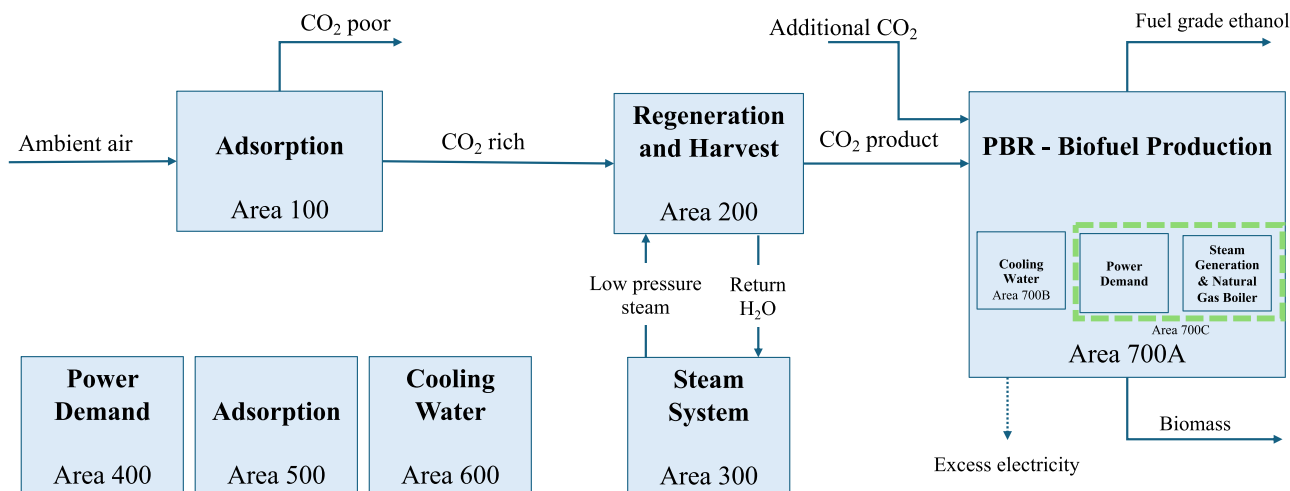 CO₂ poor
Additional CO₂
Fuel grade ethanol
Ambient air
Adsorption
Area 100
CO₂ rich
Regeneration
and Harvest
Area 200
CO₂ product
PBR - Biofuel Production
Cooling
Water
Area 700B
Power
Demand
Steam
Generation
& Natural
Gas Boiler
Area 700C
Area 700A
Low pressure
steam
Return
H₂O
Power
Demand
Area 400
Adsorption
Area 500
Cooling
Water
Area 600
Steam
System
Area 300
Excess electricity
Biomass